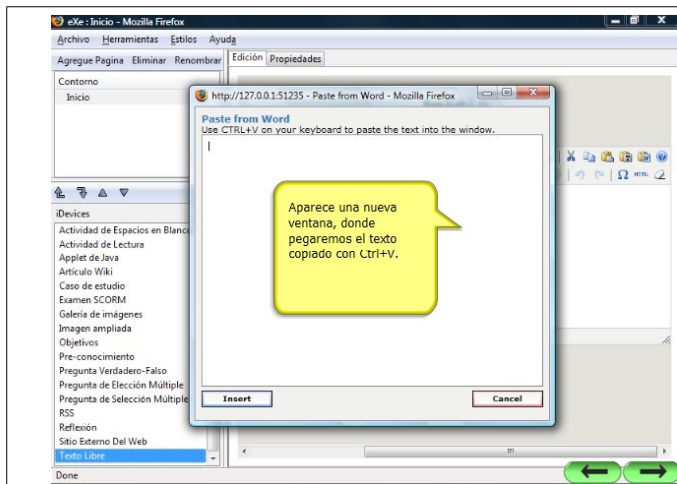 eXe : Inicio - Mozilla Firefox
Archivo Herramientas Estilos Ayuda
Agregue Pagina Eliminar Renombrar
Edición Propiedades
Contorno
Inicio
http://127.0.0.1:51235 - Paste from Word - Mozilla Firefox
Paste from Word
Use CTRL+V on your keyboard to paste the text into the window.
Aparece una nueva
ventana, donde
pegaremos el texto
copiado con Ctrl+V.
HTML
iDevices
Actividad de Espacios en Blanco
Actividad de Lectura
Applet de Java
Artículo Wiki
Caso de estudio
Examen SCORM
Galería de imágenes
Imagen ampliada
Objetivos
Pre-conocimiento
Pregunta Verdadero-Falso
Pregunta de Elección Múltiple
Pregunta de Selección Múltiple
RSS
Reflexión
Sitio Externo Del Web
Texto Libre
Insert
Cancel
Done